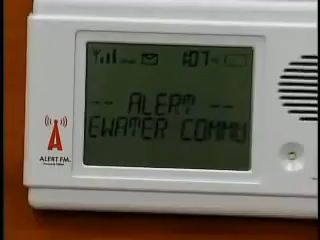 1:07
-- ALERT --
EWATER COMMU
ALERT FM.